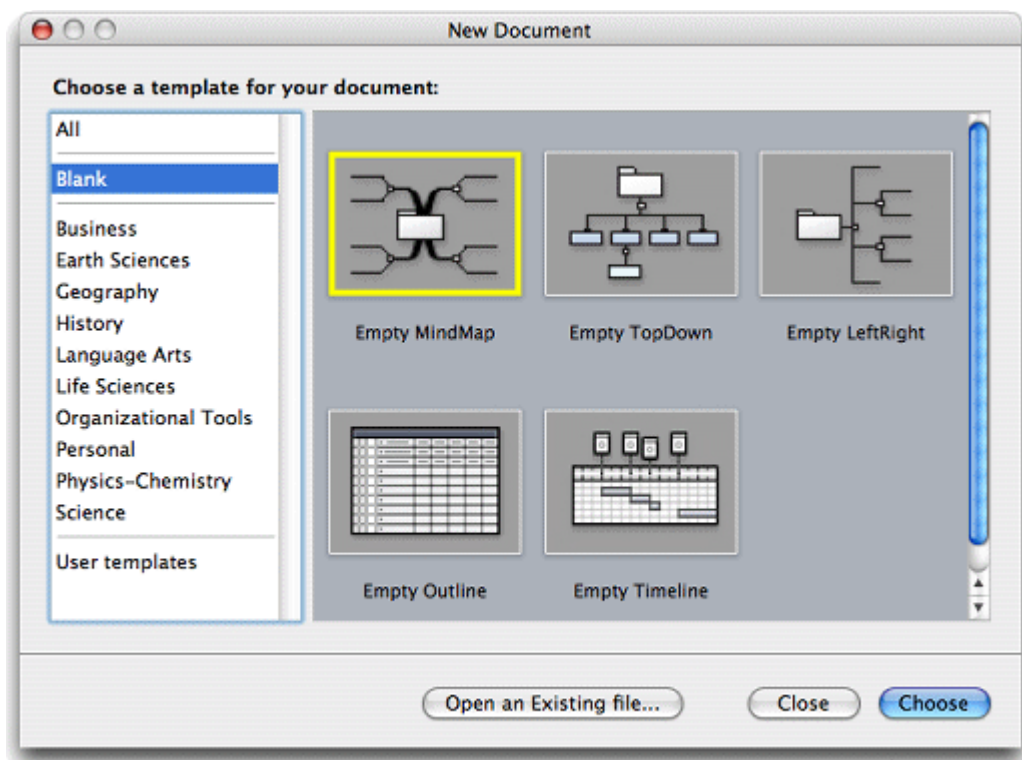 New Document
Choose a template for your document:
All
Blank
Business
Earth Sciences
Geography
History
Language Arts
Life Sciences
Organizational Tools
Personal
Physics-Chemistry
Science
User templates
Empty MindMap
Empty TopDown
Empty LeftRight
Empty Outline
Empty Timeline
Open an Existing file...
Close
Choose